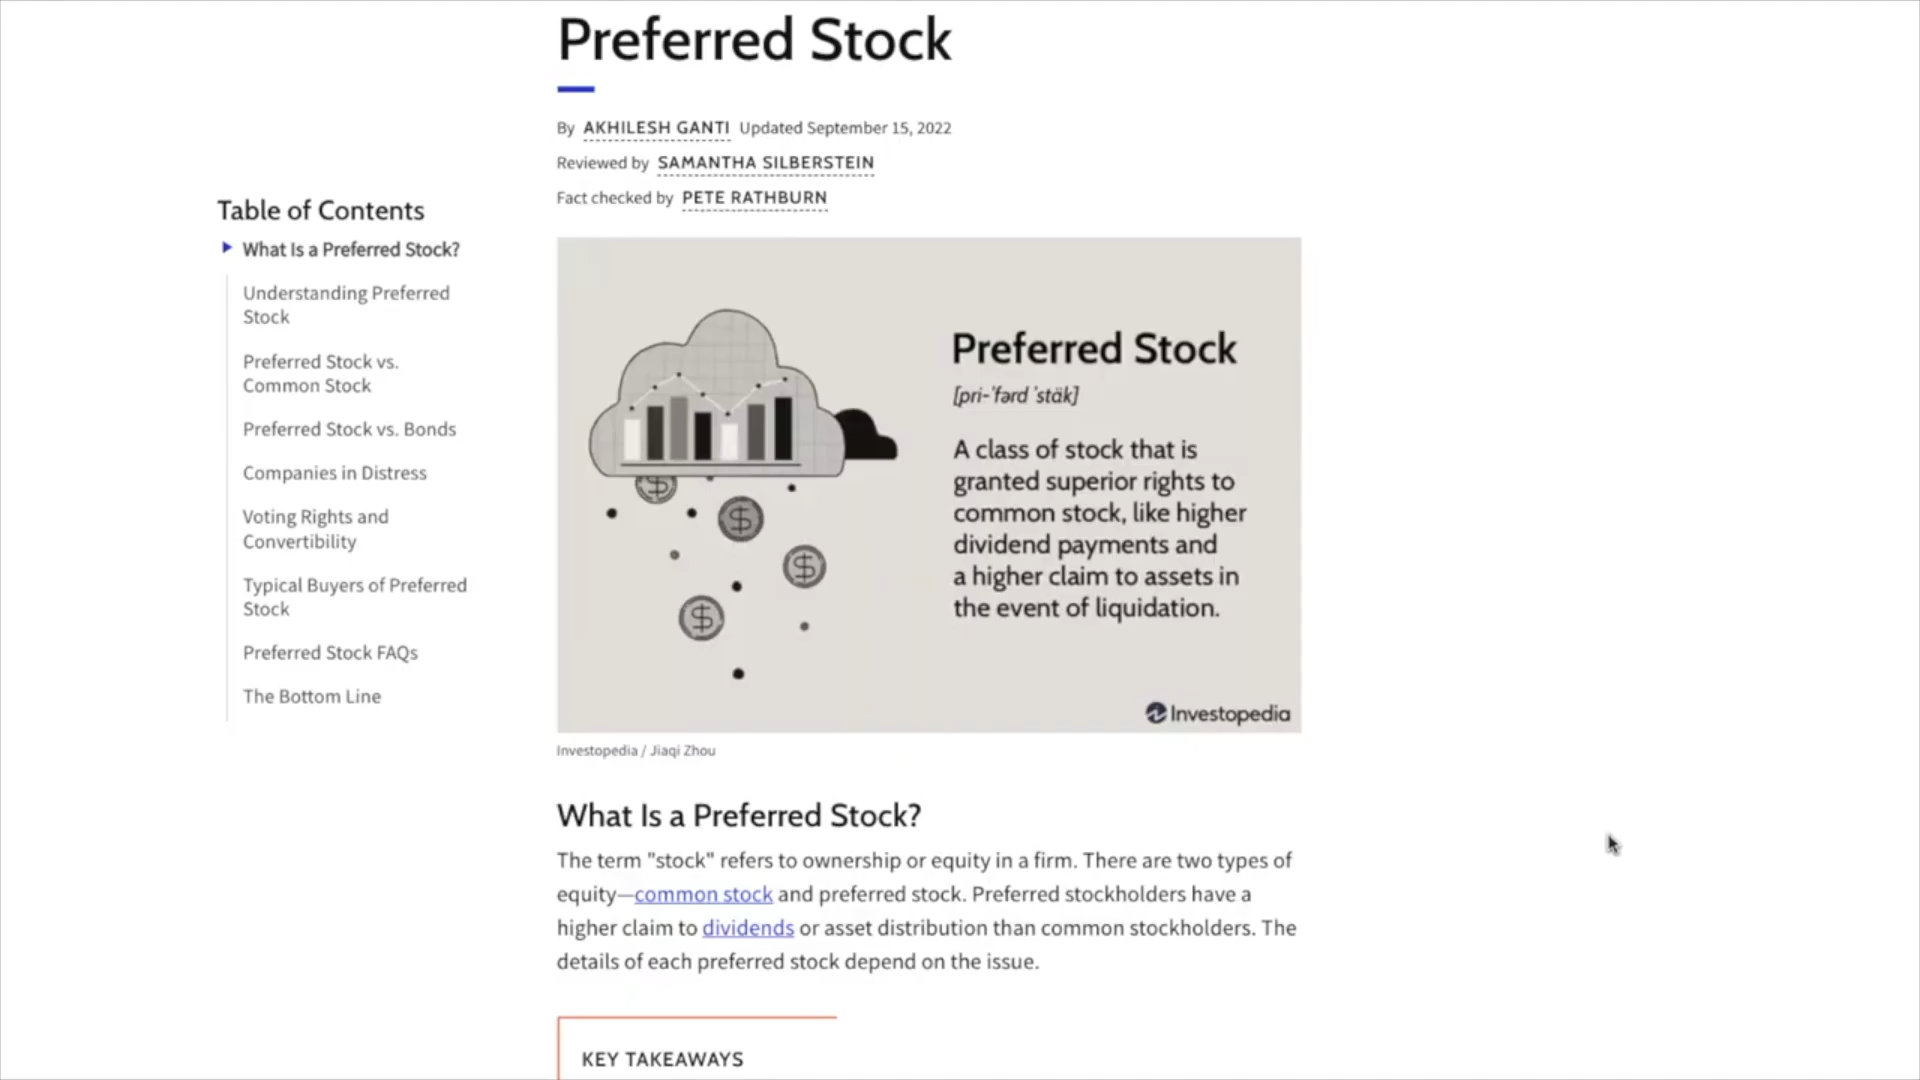 Preferred Stock
By AKHILESH GANTI Updated September 15, 2022
Reviewed by SAMANTHA SILBERSTEIN
Fact checked by PETE RATHBURN
Table of Contents
What Is a Preferred Stock?
Understanding Preferred
Stock
Preferred Stock vs.
Common Stock
Preferred Stock vs. Bonds
Companies in Distress
Voting Rights and
Convertibility
Typical Buyers of Preferred
Stock
Preferred Stock FAQs
The Bottom Line
Preferred Stock
[pri-ˈfərd ˈstäk]
A class of stock that is
granted superior rights to
common stock, like higher
dividend payments and
a higher claim to assets in
the event of liquidation.
Investopedia
Investopedia / Jiaqi Zhou
What Is a Preferred Stock?
The term "stock" refers to ownership or equity in a firm. There are two types of
equity—common stock and preferred stock. Preferred stockholders have a
higher claim to dividends or asset distribution than common stockholders. The
details of each preferred stock depend on the issue.
KEY TAKEAWAYS